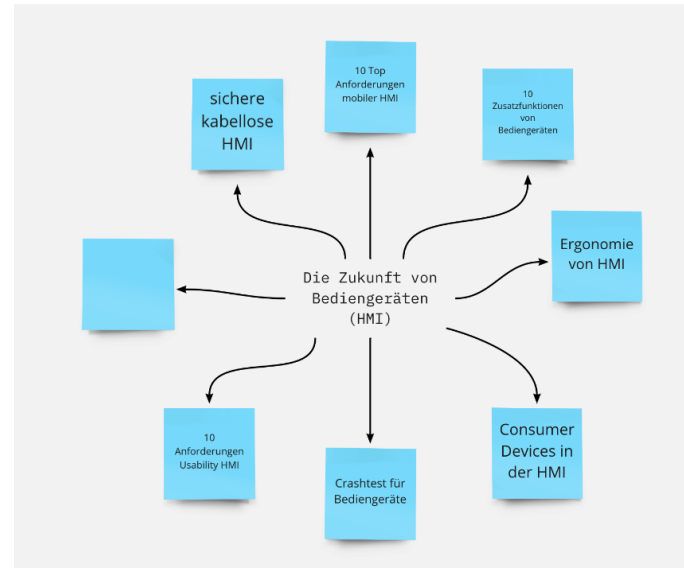 10 Top
Anforderungen
mobiler HMI
sichere
kabellose
HMI
10
Zusatzfunktionen
von
Bediengeräten
Ergonomie
von HMI
Die Zukunft von
Bediengeräten
(HMI)
10
Anforderungen
Usability HMI
Consumer
Devices in
der HMI
Crashtest für
Bediengeräte